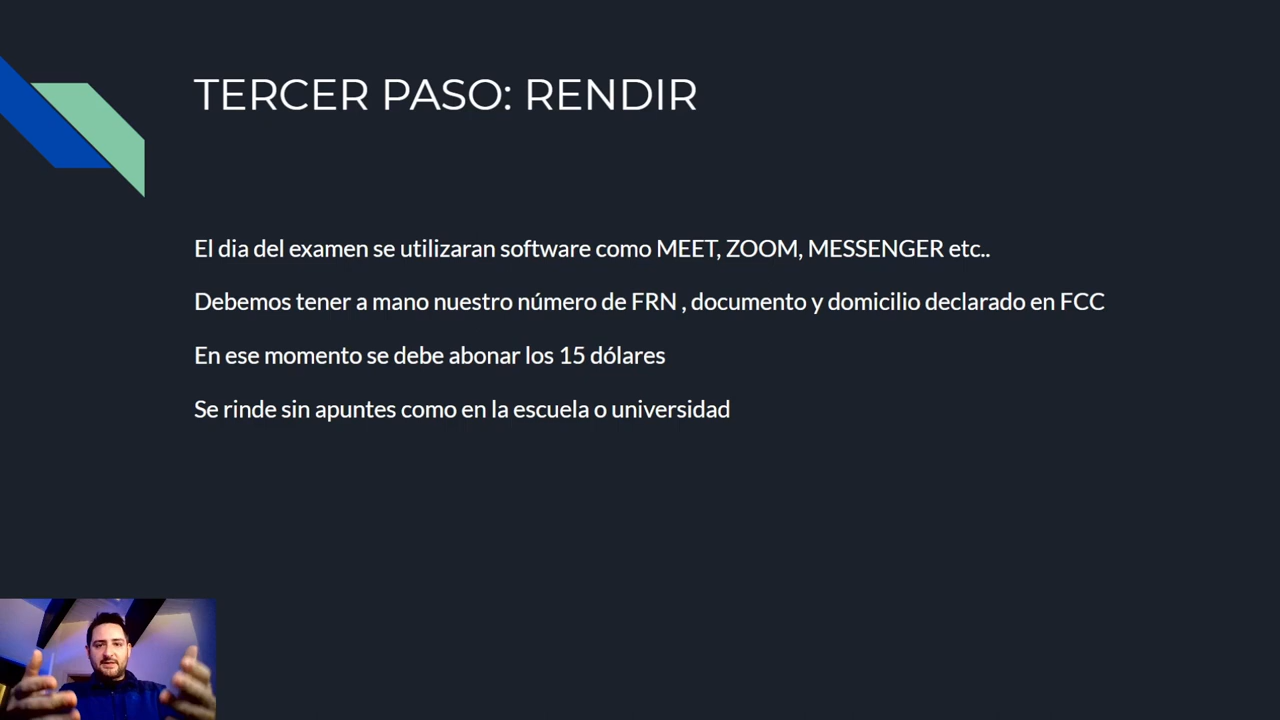 TERCER PASO: RENDIR
El dia del examen se utilizaran software como MEET, ZOOM, MESSENGER etc..
Debemos tener a mano nuestro número de FRN , documento y domicilio declarado en FCC
En ese momento se debe abonar los 15 dólares
Se rinde sin apuntes como en la escuela o universidad